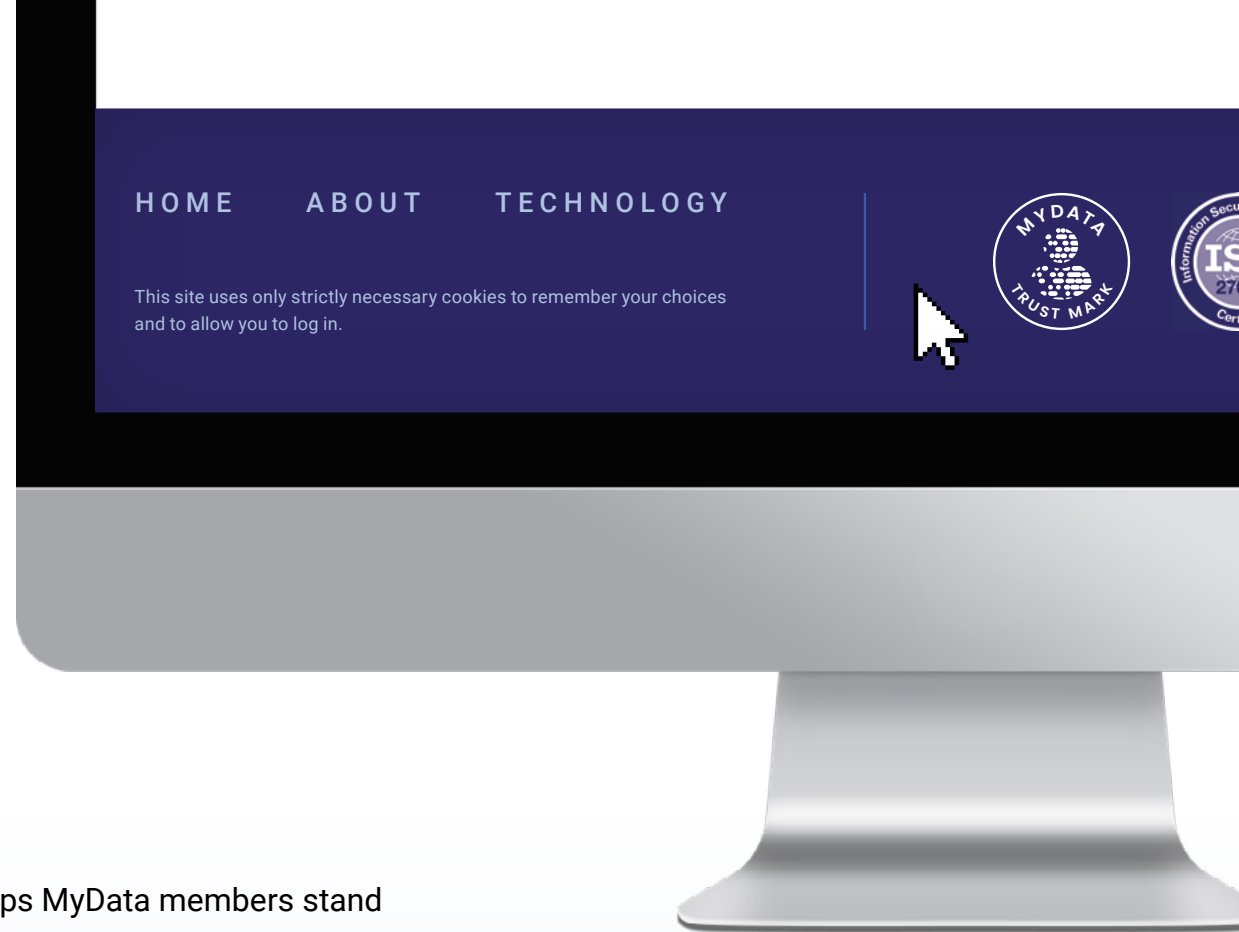 HOME ABOUT TECHNOLOGY
This site uses only strictly necessary cookies to remember your choices
and to allow you to log in.
MYDATA
TRUST MARK
Information
MyData members stand